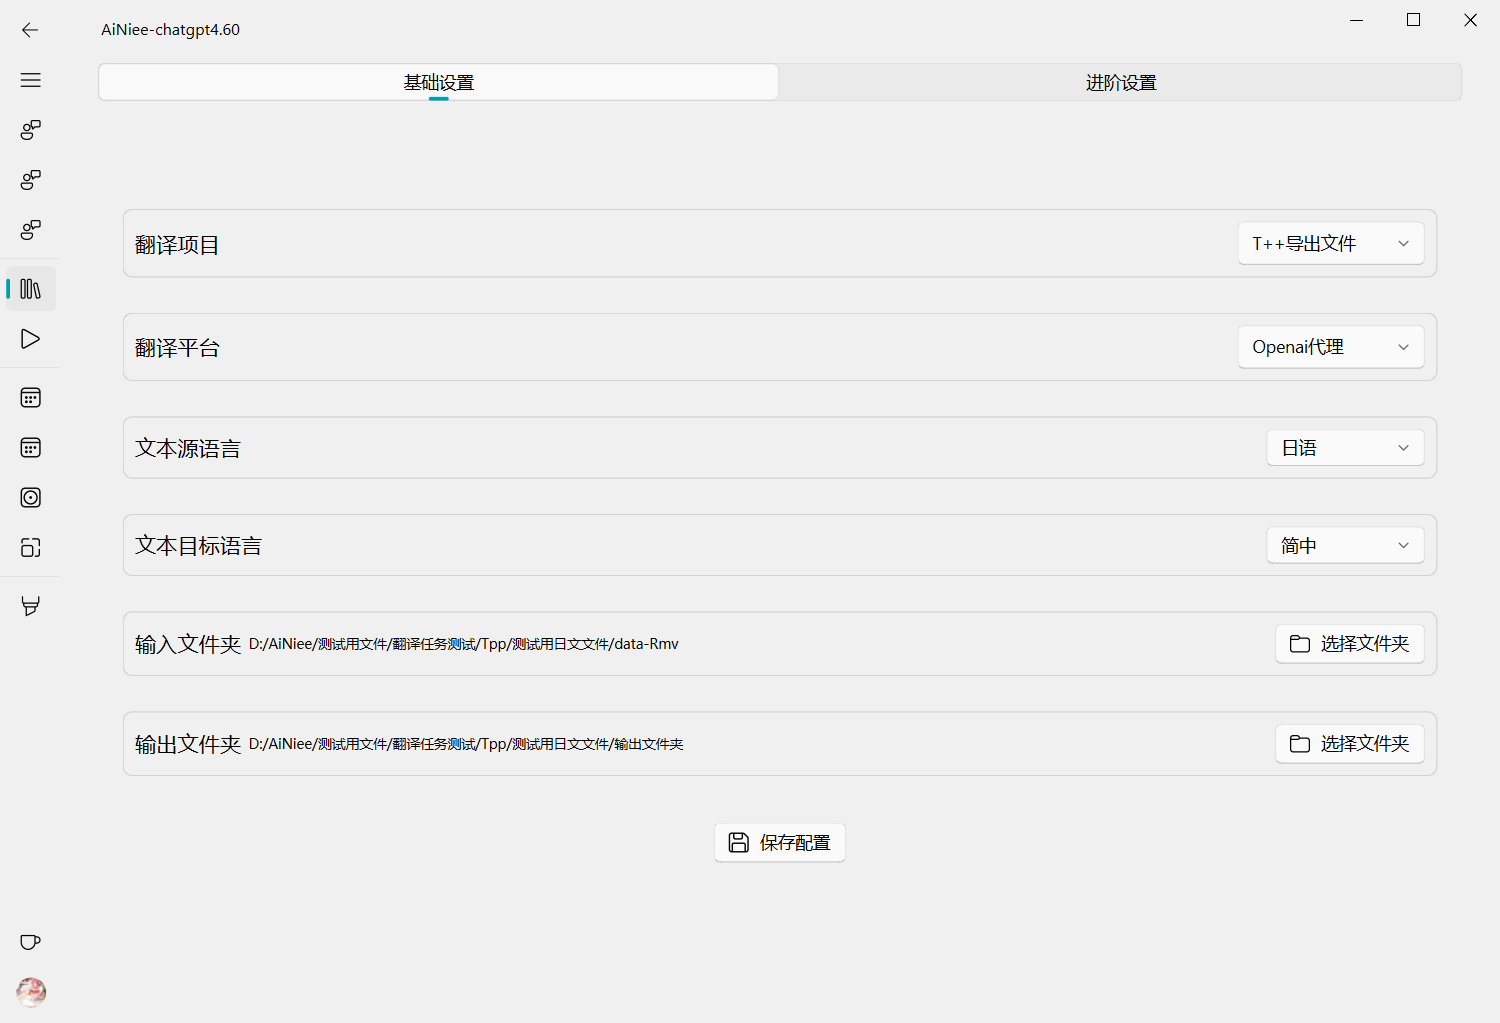 AiNiee-chatgpt4.60
基础设置
进阶设置
翻译项目
T++导出文件
翻译平台
Openai代理
文本源语言
日语
文本目标语言
简中
输入文件夹 D:/AiNiee/测试用文件/翻译任务测试/Tpp/测试用日文文件/data-Rmv
选择文件夹
输出文件夹 D:/AiNiee/测试用文件/翻译任务测试/Tpp/测试用日文文件/输出文件夹
选择文件夹
保存配置